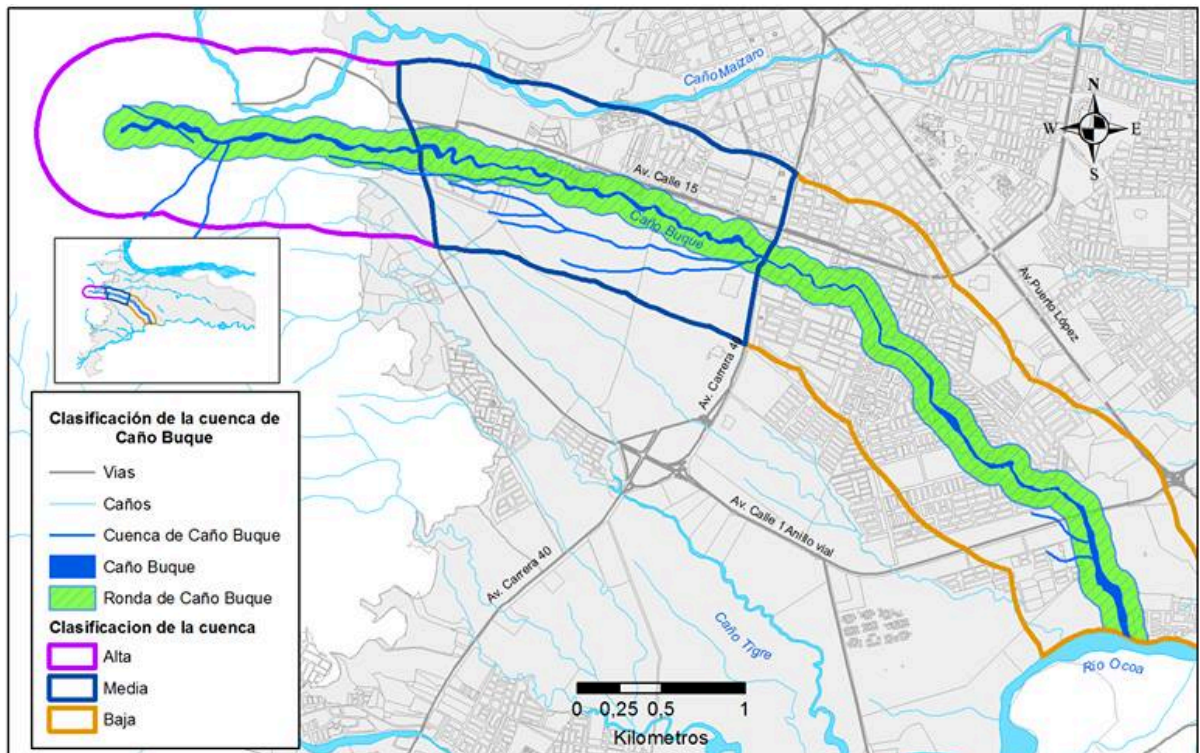 Caño Maizaro
N
W
E
S
Av. Calle 15
Caño Buque
Av.Puerto López
Av. Carrera 40
Av. Calle 1 Anillo vial
Av. Carrera 40
Caño Tigre
Río Ocoa
Clasificación de la cuenca de
Caño Buque
Vias
Caños
Cuenca de Caño Buque
Caño Buque
Ronda de Caño Buque
Clasificacion de la cuenca
Alta
Media
Baja
0 0,25 0,5 1
Kilometros